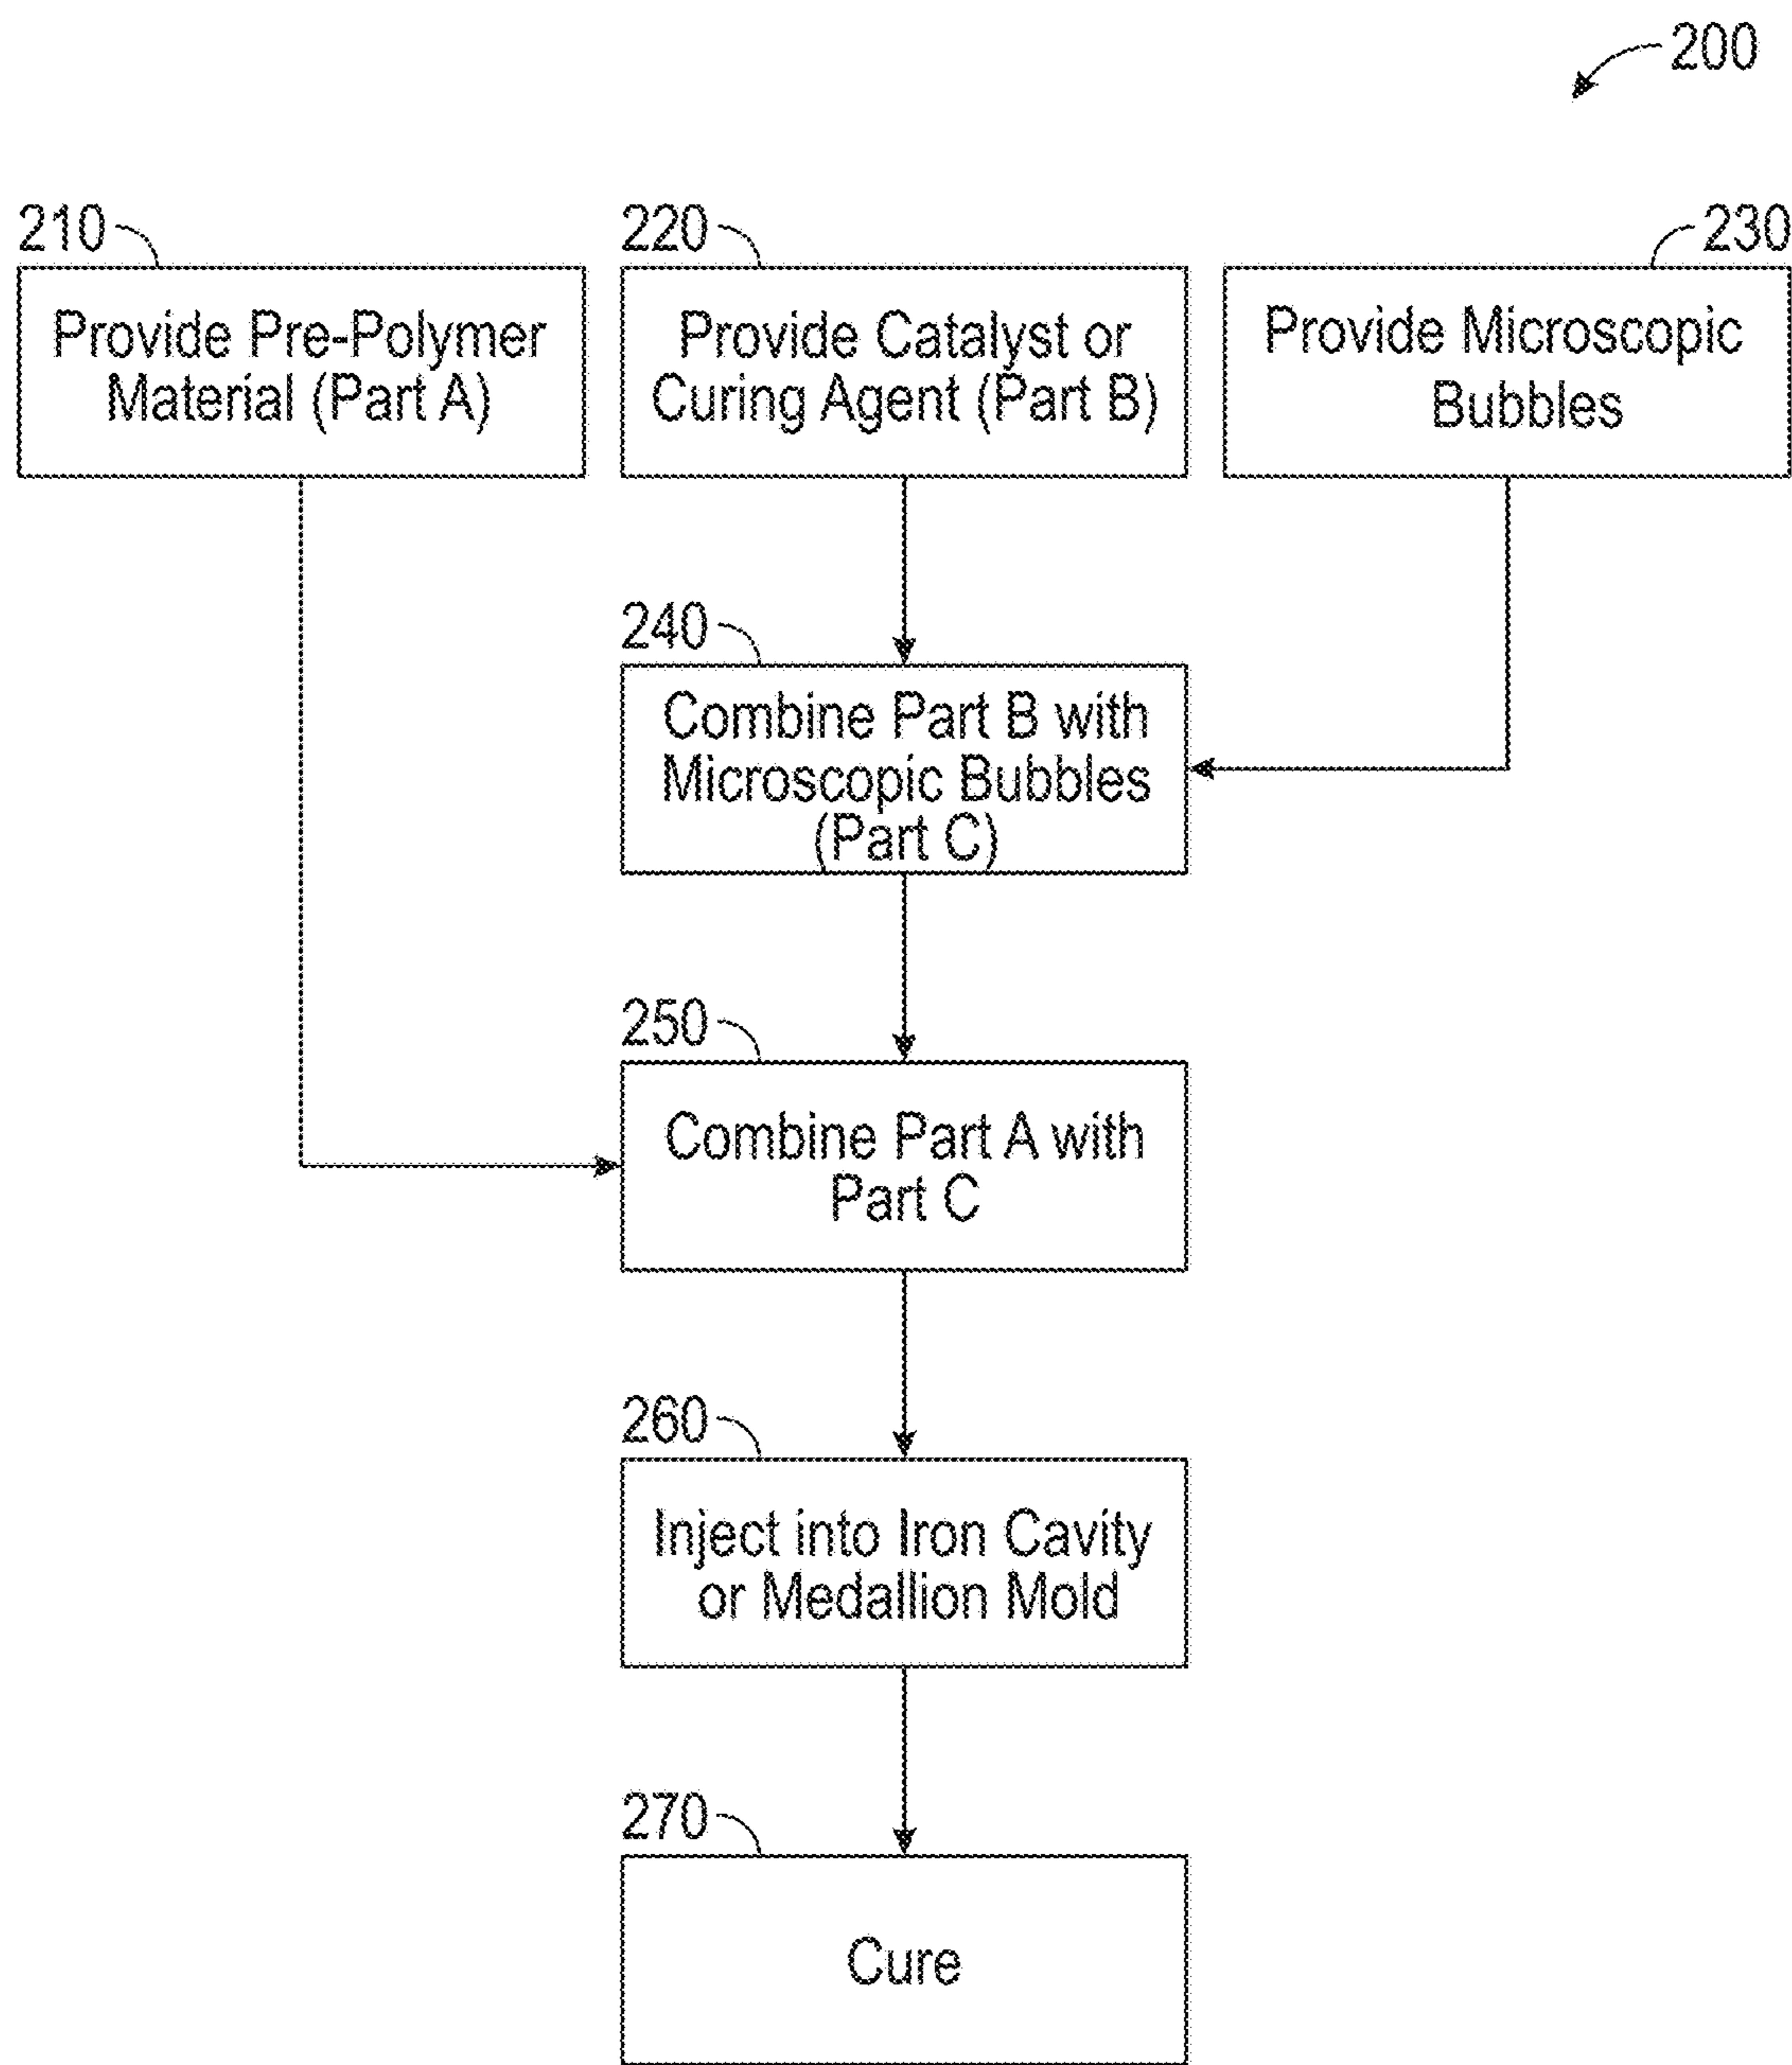 200
210
220
230
Provide Pre-Polymer
Material (Part A)
Provide Catalyst or
Curing Agent (Part B)
Provide Microscopic
Bubbles
240
Combine Part B with
Microscopic Bubbles
(Part C)
250
Combine Part A with
Part C
260
Inject into Iron Cavity
or Medallion Mold
270
Cure